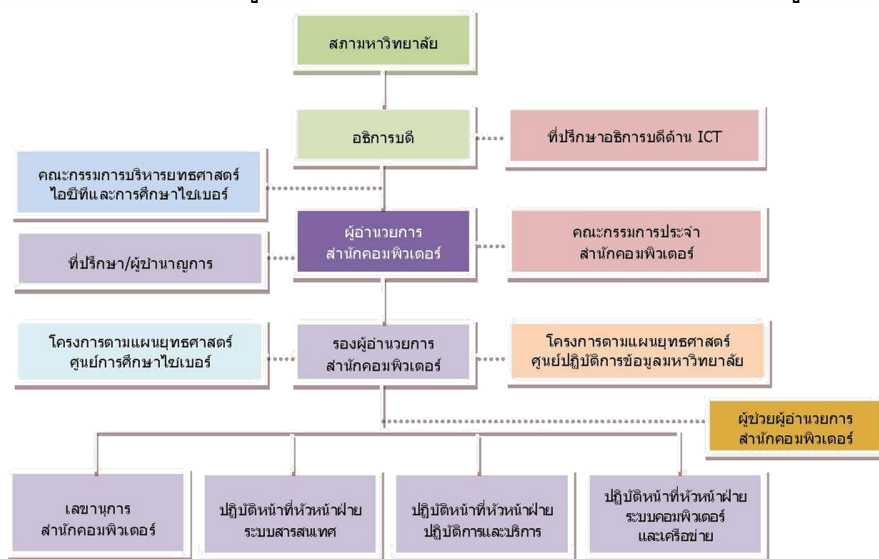 สภามหาวิทยาลัย
อธิการบดี
ที่ปรึกษาอธิการบดีด้าน ICT
คณะกรรมการบริหารยทธศาสตร์
ไอซีทีและการศึกษาไซเบอร์
ผู้อำนวยการ
สำนักคอมพิวเตอร์
คณะกรรมการประจำ
สำนักคอมพิวเตอร์
ที่ปรึกษา/ผู้ชำนาญการ
โครงการตามแผนยุทธศาสตร์
ศูนย์การศึกษาไซเบอร์
รองผู้อำนวยการ
สำนักคอมพิวเตอร์
โครงการตามแผนยุทธศาสตร์
ศูนย์ปฏิบัติการข้อมูลมหาวิทยาลัย
ผู้ช่วยผู้อำนวยการ
สำนักคอมพิวเตอร์
เลขานุการ
สำนักคอมพิวเตอร์
ปฏิบัติหน้าที่หัวหน้าฝ่าย
ระบบสารสนเทศ
ปฏิบัติหน้าที่หัวหน้าฝ่าย
ปฏิบัติการและบริการ
ปฏิบัติหน้าที่หัวหน้าฝ่าย
ระบบคอมพิวเตอร์
และเครือข่าย